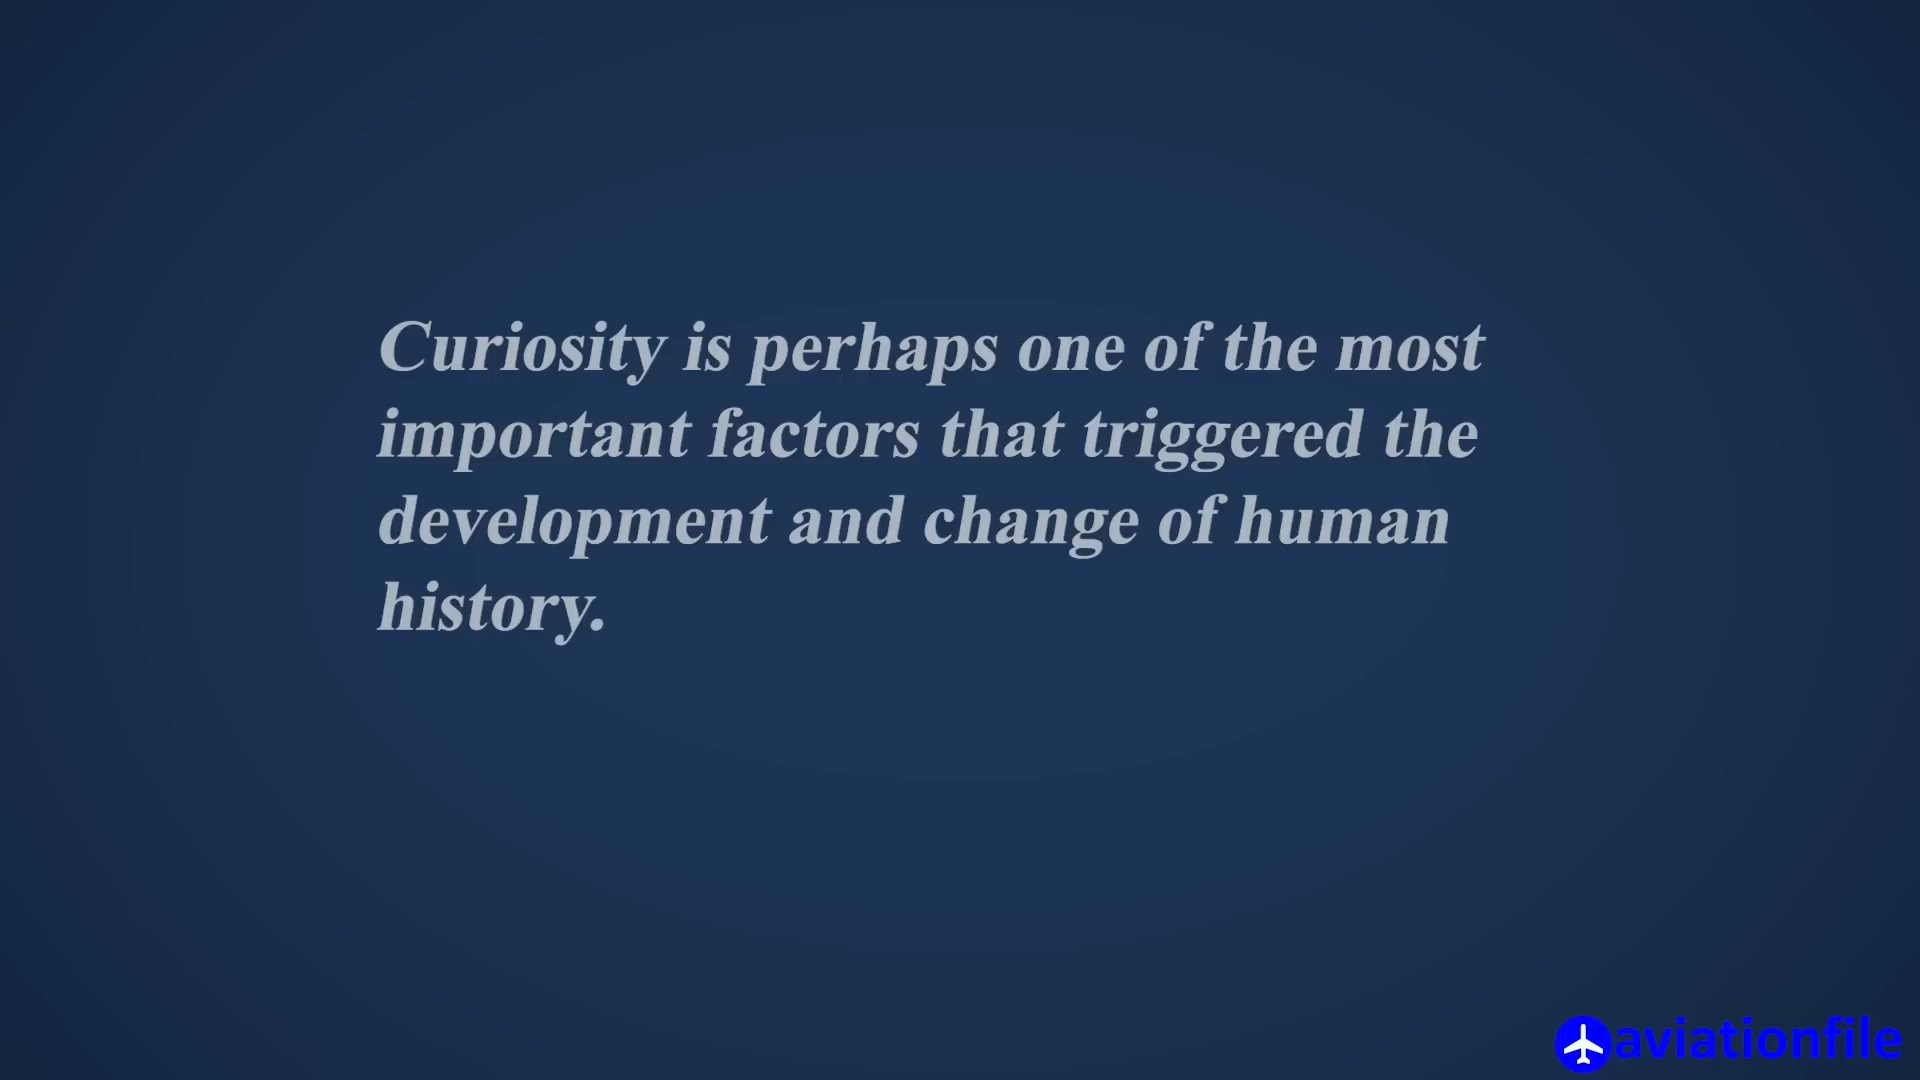 Curiosity is perhaps one of the most
important factors that triggered the
development and change of human
history.
aviationfile